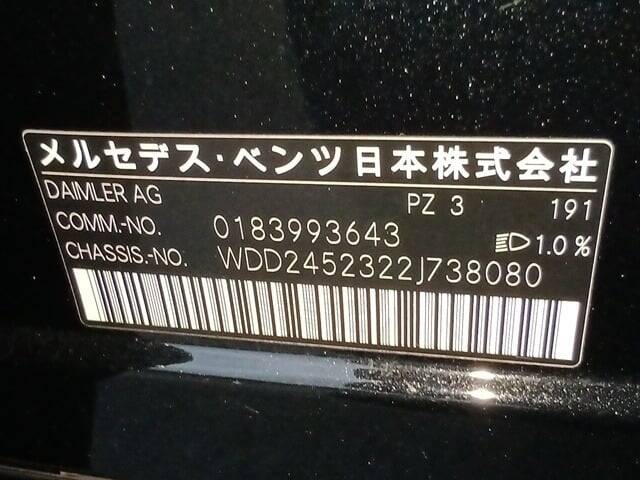 メルセデス・ベンツ日本株式会社
DAIMLER AG PZ 3 191
COMM.-NO. 0183993643 1.0 %
CHASSIS.-NO. WDD2452322J738080